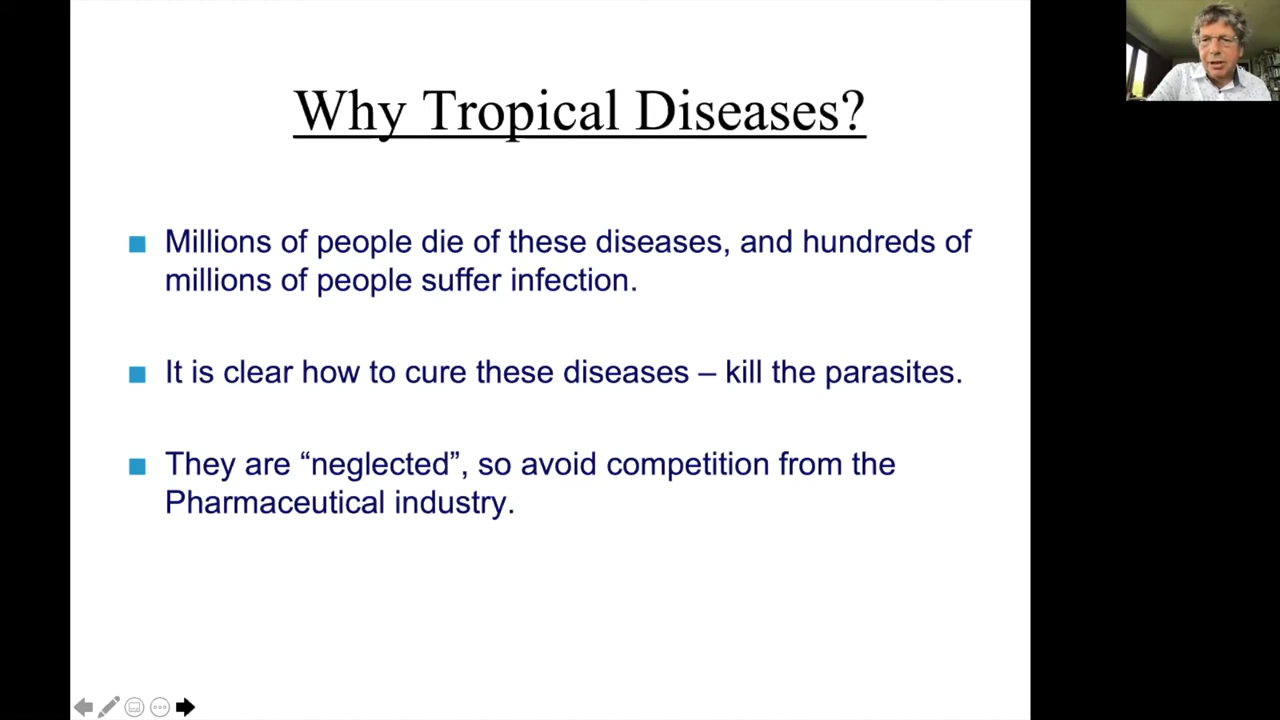 Why Tropical Diseases?
Millions of people die of these diseases, and hundreds of
millions of people suffer infection.
It is clear how to cure these diseases – kill the parasites.
They are “neglected”, so avoid competition from the
Pharmaceutical industry.